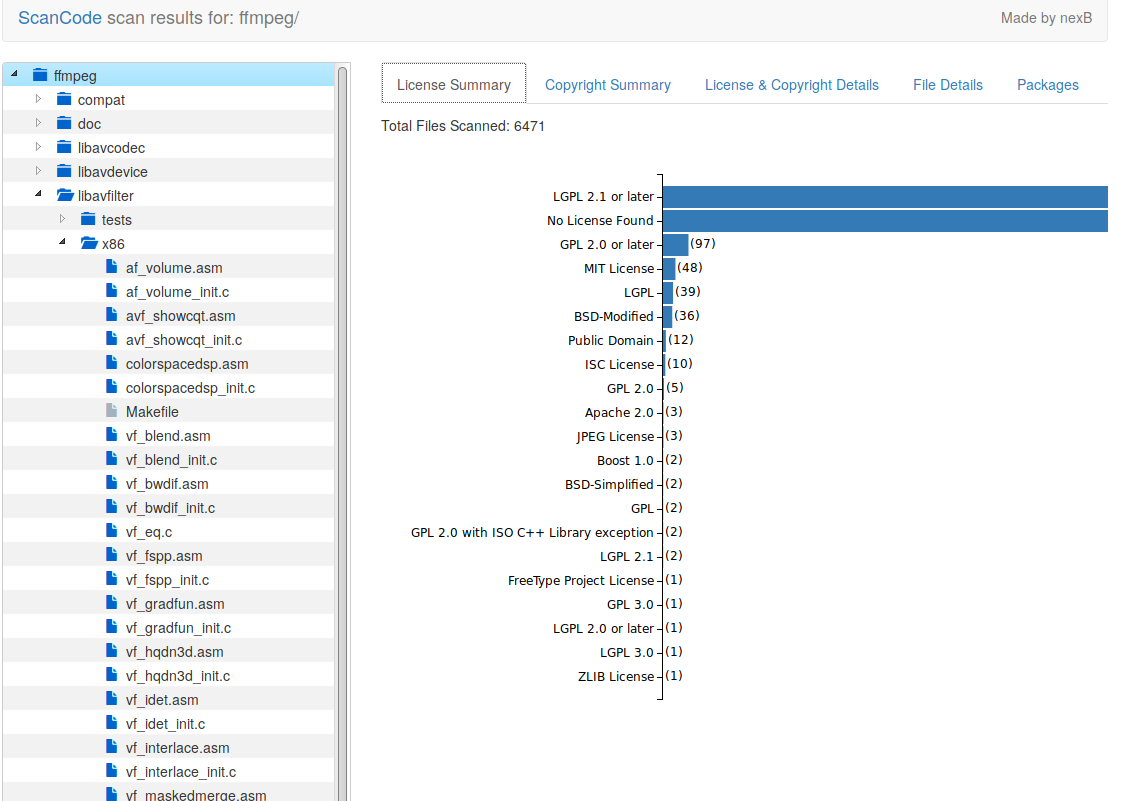 ScanCode scan results for: ffmpeg/
Made by nexB
ffmpeg
compat
doc
libavcodec
libavdevice
libavfilter
tests
x86
af_volume.asm
af_volume_init.c
avf_showcqt.asm
avf_showcqt_init.c
colorspacedsp.asm
colorspacedsp_init.c
Makefile
vf_blend.asm
vf_blend_init.c
vf_bwdif.asm
vf_bwdif_init.c
vf_eq.c
vf_fspp.asm
vf_fspp_init.c
vf_gradfun.asm
vf_gradfun_init.c
vf_hqdn3d.asm
vf_hqdn3d_init.c
vf_idet.asm
vf_idet_init.c
vf_interlace.asm
vf_interlace_init.c
vf_maskedmerge.asm
License Summary
Copyright Summary
License & Copyright Details
File Details
Packages
Total Files Scanned: 6471
LGPL 2.1 or later
No License Found
GPL 2.0 or later (97)
MIT License (48)
LGPL (39)
BSD-Modified (36)
Public Domain (12)
ISC License (10)
GPL 2.0 (5)
Apache 2.0 (3)
JPEG License (3)
Boost 1.0 (2)
BSD-Simplified (2)
GPL (2)
GPL 2.0 with ISO C++ Library exception (2)
LGPL 2.1 (2)
FreeType Project License (1)
GPL 3.0 (1)
LGPL 2.0 or later (1)
LGPL 3.0 (1)
ZLIB License (1)